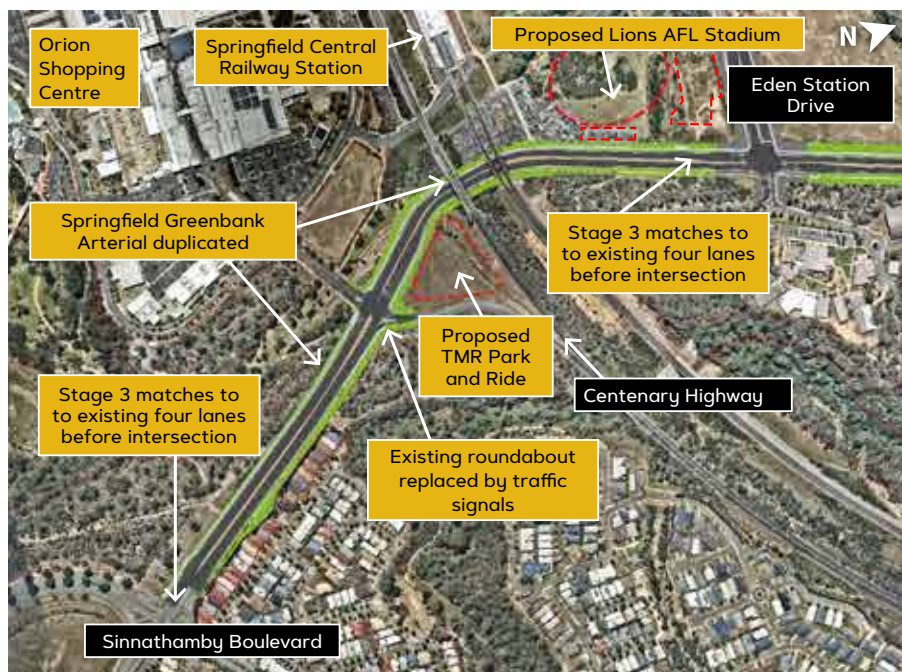 Orion
Shopping
Centre
Springfield Central
Railway Station
Proposed Lions AFL Stadium
N
Eden Station
Drive
Springfield Greenbank
Arterial duplicated
Stage 3 matches to
to existing four lanes
before intersection
Proposed
TMR Park
and Ride
Centenary Highway
Stage 3 matches to
to existing four lanes
before intersection
Existing roundabout
replaced by traffic
signals
Sinnathamby Boulevard